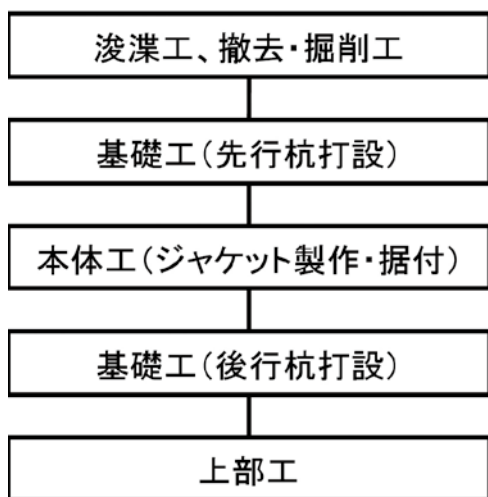 浚渫工、撤去・掘削工
基礎工（先行杭打設）
本体工（ジャケット製作・据付）
基礎工（後行杭打設）
上部工